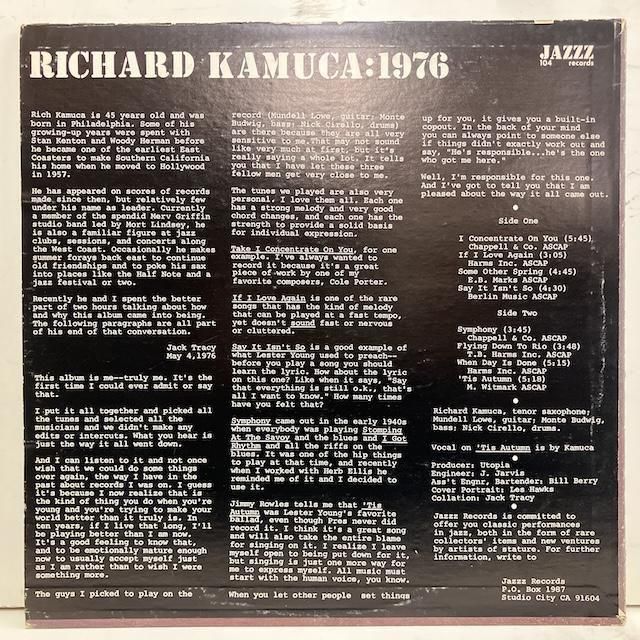 RICHARD KAMUCA:1976
JAZZZ
104 records
Rich Kamuca is 45 years old and was
born in Philadelphia. Some of his
growing-up years were spent with
Stan Kenton and Woody Herman before
he became one of the earliest East
Coasters to make Southern California
his home when he moved to Hollywood
in 1957.
He has appeared on scores of records
made since then, but relatively few
under his name as leader. Currently
a member of the spendid Merv Griffin
studio band led by Mort Lindsey, he
is also a familiar figure at jazz
clubs, sessions, and concerts along
the West Coast. Occasionally he makes
summer forays back east to continue
old friendships and to poke his sax
into places like the Half Note and a
jazz festival or two.
Recently he and I spent the better
part of two hours talking about how
and why this album came into being.
The following paragraphs are all part
of his end of that conversation.
Jack Tracy
May 4,1976
This album is me--truly me. It's the
first time I could ever admit or say
that.
I put it all together and picked all
the tunes and selected all the
musicians and we didn't make any
edits or intercuts. What you hear is
just the way it all went down.
And I can listen to it and not once
wish that we could do some things
over again, the way I have in the
past about records I was on. I guess
it's because I now realize that is
the kind of thing you do when you're
young and you're trying to make your
world better than it truly is. In
ten years, if I live that long, I'll
be playing better than I am now.
It's a good feeling to know that,
and to be emotionally mature enough
now to usually accept myself just
as I am rather than to wish I were
something more.
The guys I picked to play on the
record (Mundell Lowe, guitar; Monte
Budwig, bass; Nick Cirello, drums)
are there because they are all very
sensitive to me.That may not sound
like very much at first, but it's
really saying a whole lot. It tells
you that I have let these three
fellow men get very close to me.
The tunes we played are also very
personal. I love them all. Each one
has a strong melody and very good
chord changes, and each one has the
strength to provide a solid basis
for individual expression.
Take I Concentrate On You, for one
example. I've always wanted to
record it because it's a great
piece of work by one of my
favorite composers, Cole Porter.
If I Love Again is one of the rare
songs that has the kind of melody
that can be played at a fast tempo,
yet doesn't sound fast or nervous
or cluttered.
Say It Isn't So is a good example of
what Lester Young used to preach--
before you play a song you should
learn the lyric. How about the lyric
on this one? Like when it says, "Say
that everything is still o.k., that's
all I want to know." How many times
have you felt that?
Symphony came out in the early 1940s
when everybody was playing Stomping
At The Savoy and the blues and I Got
Rhythm and all the riffs on the
blues. It was one of the hip things
to play at that time, and recently
when I worked with Herb Ellis he
reminded me of it and I decided to
use it.
Jimmy Rowles tells me that 'Tis
Autumn was Lester Young's favorite
ballad, even though Pres never did
record it. I think it's a great song
and will also take the entire blame
for singing on it. I realize I leave
myself open to being put down for it,
but singing is just one more way for
me to express myself. All music must
start with the human voice, you know.
When you let other people set things
up for you, it gives you a built-in
copout. In the back of your mind
you can always point to someone else
if things didn't exactly work out and
say, "He's responsible...he's the one
who got me here."
Well, I'm responsible for this one.
And I've got to tell you that I am
pleased about the way it all came out.
Side One
I Concentrate On You (5:45)
Chappell & Co. ASCAP
If I Love Again (3:05)
Harms Inc. ASCAP
Some Other Spring (4:45)
E.B. Marks ASCAP
Say It Isn't So (4:30)
Berlin Music ASCAP
Side Two
Symphony (3:45)
Chappell & Co. ASCAP
Flying Down To Rio (3:48)
T.B. Harms Inc. ASCAP
When Day Is Done (5:15)
Harms Inc. ASCAP
'Tis Autumn (5:18)
M. Witmark ASCAP
Richard Kamuca, tenor saxophone;
Mundell Lowe, guitar; Monte Budwig,
bass; Nick Cirello, drums.
Vocal on 'Tis Autumn is by Kamuca
Producer: Utopia
Engineer: J. Jarvis
Ass't Engnr, Bartender: Bill Berry
Cover Portrait: Les Hawks
Collation: Jack Tracy
Jazzz Records is committed to
offer you classic performances
in jazz, both in the form of rare
collectors' items and new ventures
by artists of stature. For further
information, write to
Jazzz Records
P.O. Box 1987
Studio City CA 91604